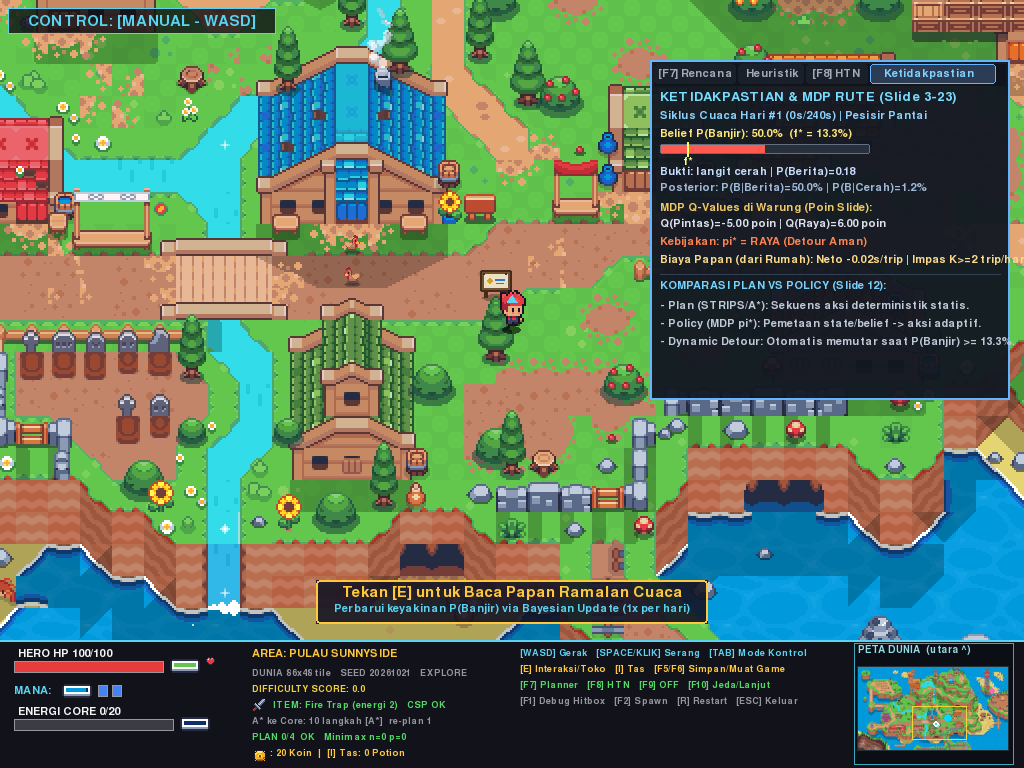 CONTROL: [MANUAL - WASD]
[F7] Rencana Heuristik [F8] HTN Ketidakpastian
KETIDAKPASTIAN & MDP RUTE (Slide 3-23)
Siklus Cuaca Hari #1 (0s/240s) | Pesisir Pantai
Belief P(Banjir): 50.0% (f* = 13.3%)
f*
Bukti: langit cerah | P(Berita)=0.18
Posterior: P(B|Berita)=50.0% | P(B|Cerah)=1.2%
MDP Q-Values di Warung (Poin Slide):
Q(Pintas)=-5.00 poin | Q(Raya)=6.00 poin
Kebijakan: pi* = RAYA (Detour Aman)
Biaya Papan (dari Rumah): Neto -0.02s/trip | Impas K>=2 trip/har
KOMPARASI PLAN VS POLICY (Slide 12):
- Plan (STRIPS/A*): Sekuens aksi deterministik statis.
- Policy (MDP pi*): Pemetaan state/belief -> aksi adaptif.
- Dynamic Detour: Otomatis memutar saat P(Banjir) >= 13.3%.
Tekan [E] untuk Baca Papan Ramalan Cuaca
Perbarui keyakinan P(Banjir) via Bayesian Update (1x per hari)
HERO HP 100/100
MANA:
ENERGI CORE 0/20
AREA: PULAU SUNNYSIDE
DUNIA 86x48 tile SEED 20261021 EXPLORE
DIFFICULTY SCORE: 0.0
ITEM: Fire Trap (energi 2) CSP OK
A* ke Core: 10 langkah [A*] re-plan 1
PLAN 0/4 OK Minimax n=0 p=0
: 20 Koin | [I] Tas: 0 Potion
[WASD] Gerak [SPACE/KLIK] Serang [TAB] Mode Kontrol
[E] Interaksi/Toko [I] Tas [F5/F6] Simpan/Muat Game
[F7] Planner [F8] HTN [F9] OFF [F10] Jeda/Lanjut
[F1] Debug Hitbox [F2] Spawn [R] Restart [ESC] Keluar
PETA DUNIA (utara ^)